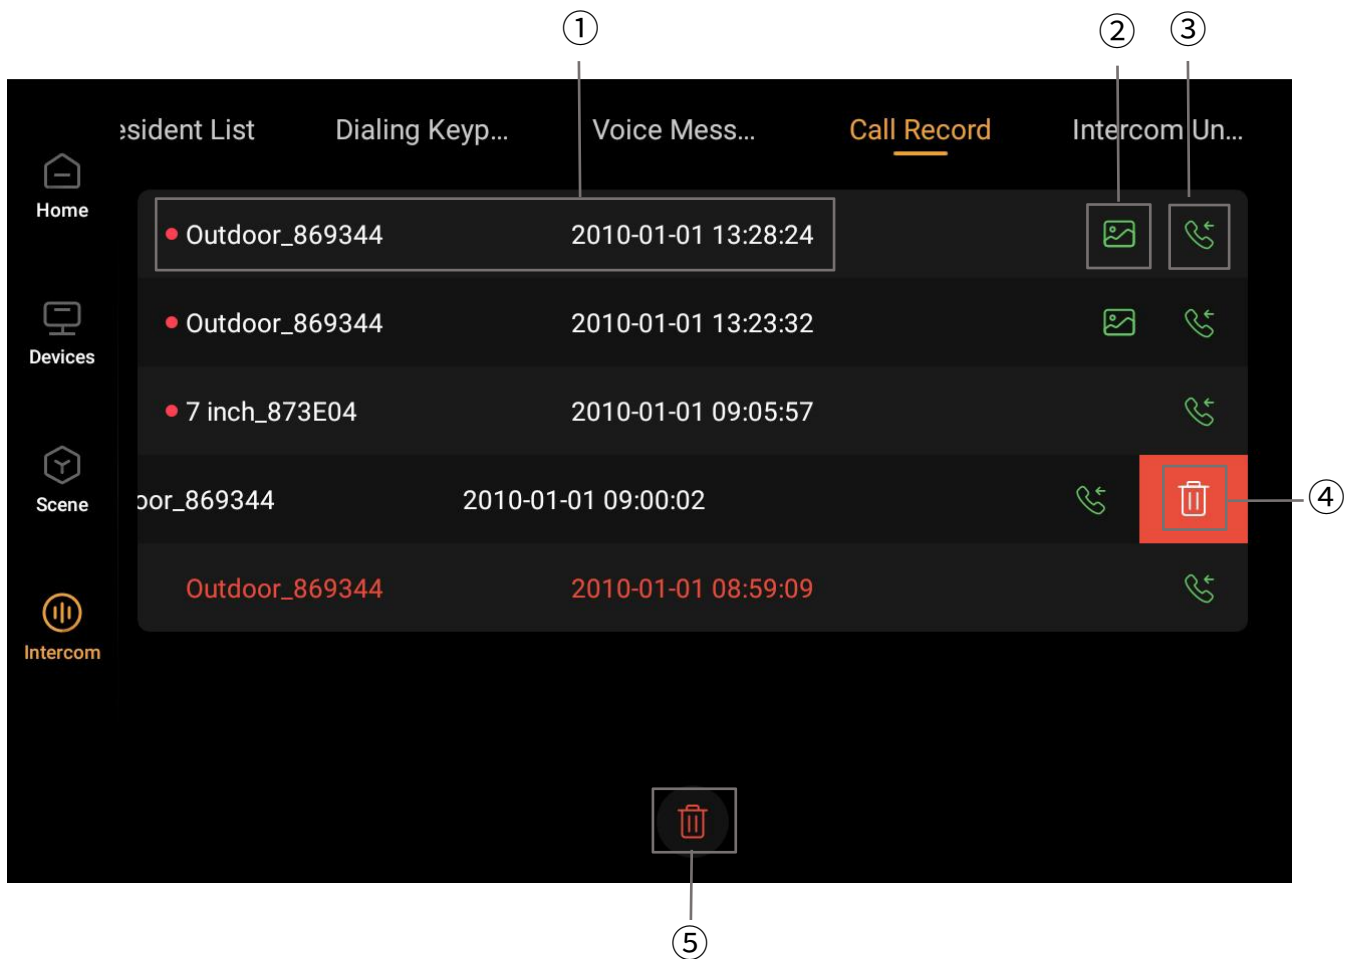 ① ② ③
esident List Dialing Keyp... Voice Mess... Call Record Intercom Un...
Home
Outdoor_869344 2010-01-01 13:28:24
Outdoor_869344 2010-01-01 13:23:32
Devices
7 inch_873E04 2010-01-01 09:05:57
Scene
oor_869344 2010-01-01 09:00:02 ④
Outdoor_869344 2010-01-01 08:59:09
Intercom
⑤